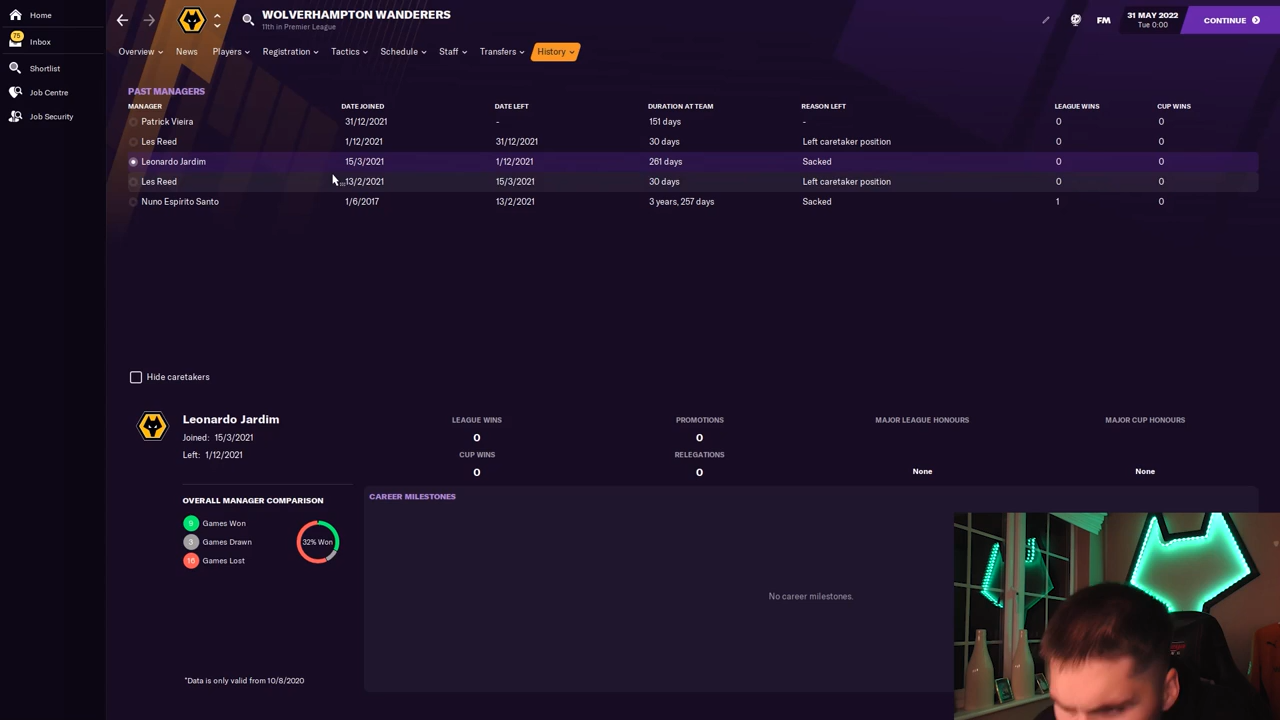 Home
75
Inbox
Shortlist
Job Centre
Job Security
WOLVERHAMPTON WANDERERS
11th in Premier League
FM
31 MAY 2022
Tue 0:00
CONTINUE
Overview
News
Players
Registration
Tactics
Schedule
Staff
Transfers
History
PAST MANAGERS
MANAGER DATE JOINED DATE LEFT DURATION AT TEAM REASON LEFT LEAGUE WINS CUP WINS
Patrick Vieira 31/12/2021 - 151 days - 0 0
Les Reed 1/12/2021 31/12/2021 30 days Left caretaker position 0 0
Leonardo Jardim 15/3/2021 1/12/2021 261 days Sacked 0 0
Les Reed 13/2/2021 15/3/2021 30 days Left caretaker position 0 0
Nuno Espírito Santo 1/6/2017 13/2/2021 3 years, 257 days Sacked 1 0
Hide caretakers
Leonardo Jardim
Joined: 15/3/2021
Left: 1/12/2021
LEAGUE WINS PROMOTIONS MAJOR LEAGUE HONOURS MAJOR CUP HONOURS
0 0
CUP WINS RELEGATIONS
0 0 None None
OVERALL MANAGER COMPARISON
9 Games Won
3 Games Drawn
16 Games Lost
32% Won
CAREER MILESTONES
No career milestones.
*Data is only valid from 10/8/2020